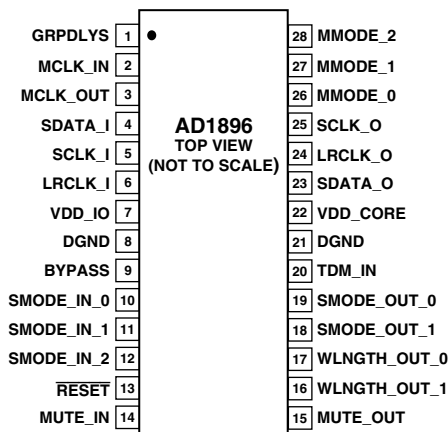 GRPDLYS 1
MCLK_IN 2
MCLK_OUT 3
SDATA_I 4
SCLK_I 5
LRCLK_I 6
VDD_IO 7
DGND 8
BYPASS 9
SMODE_IN_0 10
SMODE_IN_1 11
SMODE_IN_2 12
RESET 13
MUTE_IN 14
AD1896
TOP VIEW
(NOT TO SCALE)
28 MMODE_2
27 MMODE_1
26 MMODE_0
25 SCLK_O
24 LRCLK_O
23 SDATA_O
22 VDD_CORE
21 DGND
20 TDM_IN
19 SMODE_OUT_0
18 SMODE_OUT_1
17 WLNGTH_OUT_0
16 WLNGTH_OUT_1
15 MUTE_OUT